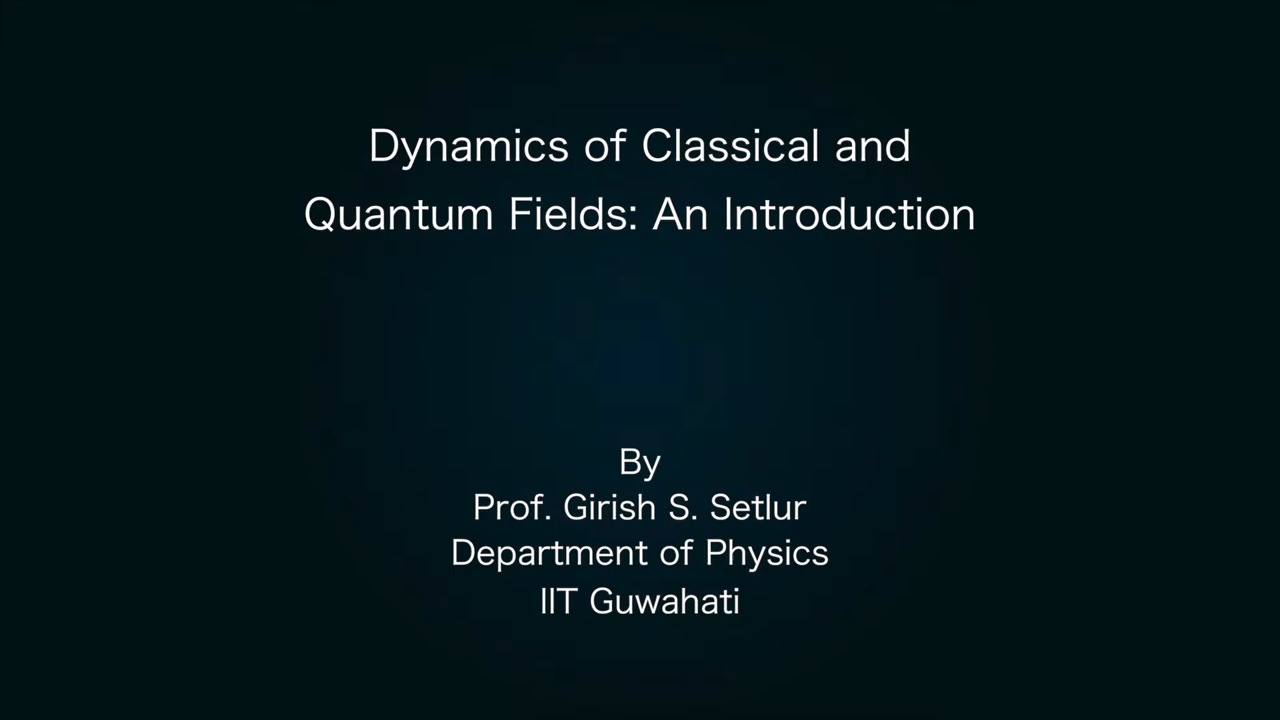 Dynamics of Classical and
Quantum Fields: An Introduction
By
Prof. Girish S. Setlur
Department of Physics
IIT Guwahati